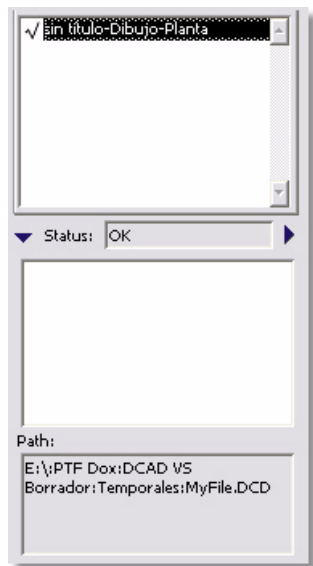 √ sin título-Dibujo-Planta
Status: OK
Path:
E:\:PTF Dox:DCAD VS
Borrador:Temporales:MyFile.DCD